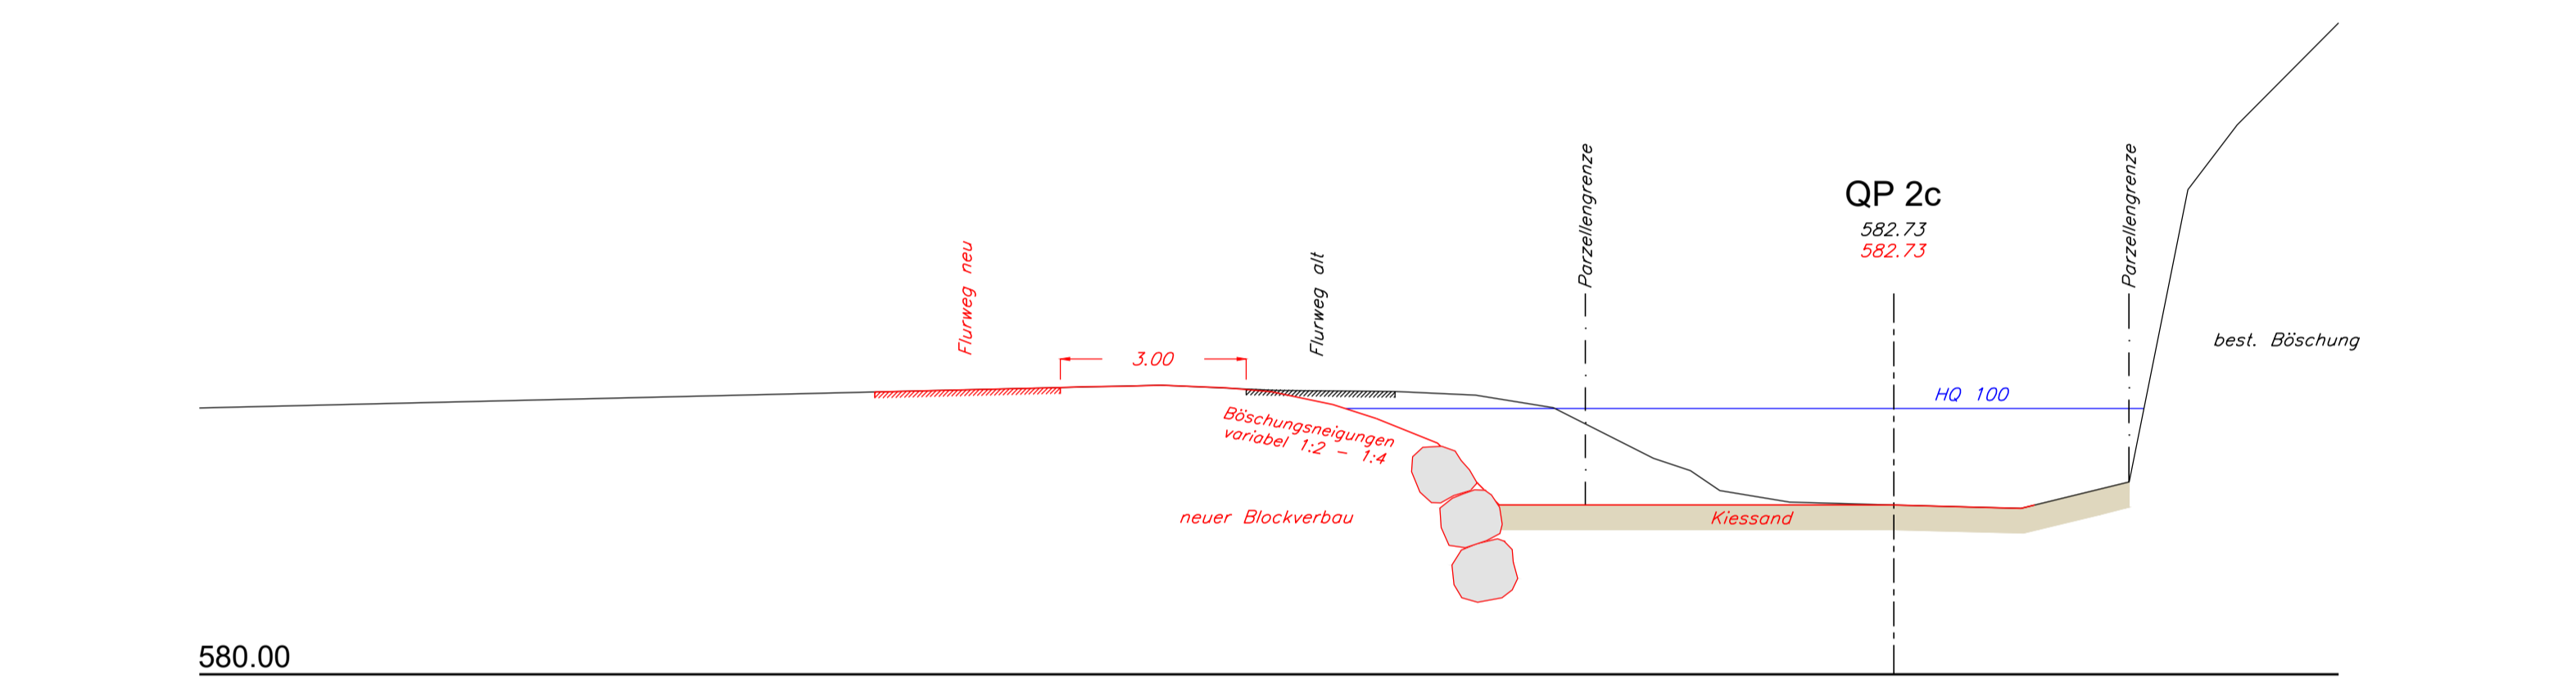 Parzellengrenze
Parzellengrenze
QP 2c
582.73
582.73
Flurweg neu
Flurweg alt
best. Böschung
3.00
HQ 100
Böschungsneigungen
variabel 1:2 - 1:4
neuer Blockverbau
Kiessand
580.00